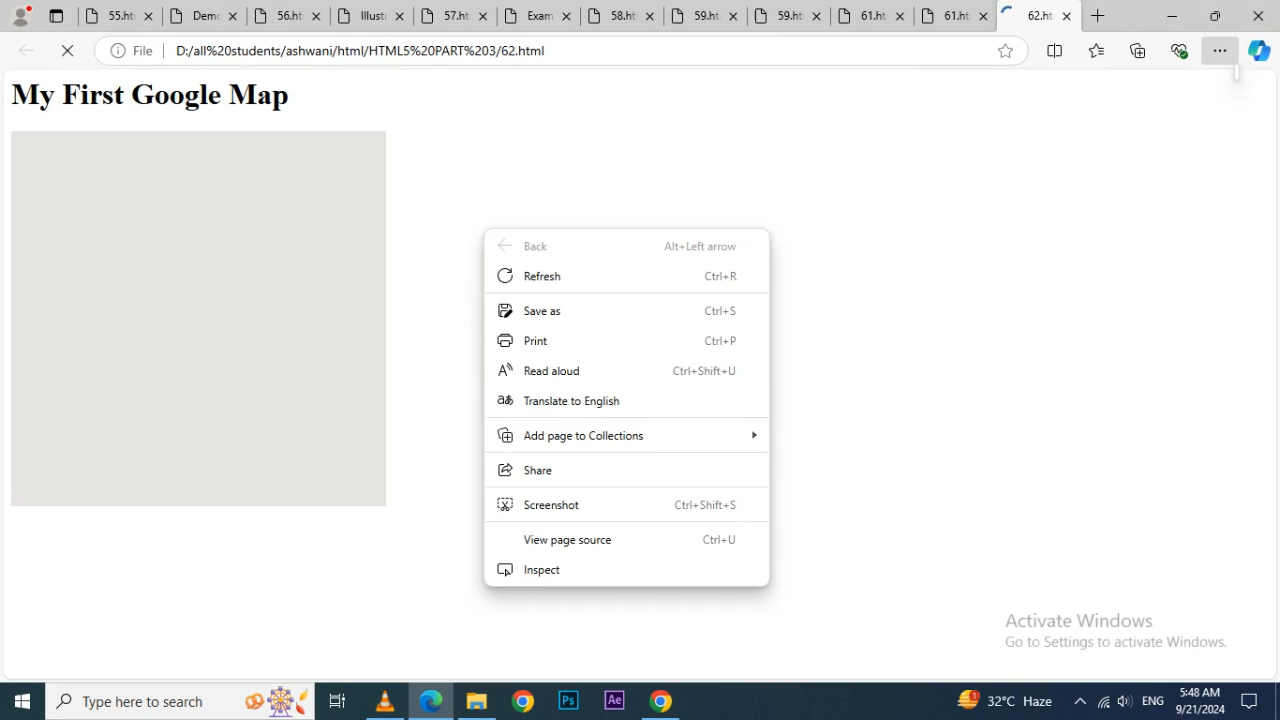 55.ht
Demo
56.ht
Illustr
57.ht
Exam
58.ht
59.ht
59.ht
61.ht
61.ht
62.ht
File
D:/all%20students/ashwani/html/HTML5%20PART%203/62.html
My First Google Map
Back Alt+Left arrow
Refresh Ctrl+R
Save as Ctrl+S
Print Ctrl+P
Read aloud Ctrl+Shift+U
Translate to English
Add page to Collections
Share
Screenshot Ctrl+Shift+S
View page source Ctrl+U
Inspect
Activate Windows
Go to Settings to activate Windows.
Type here to search
Ps
Ae
32°C Haze
ENG
5:48 AM
9/21/2024